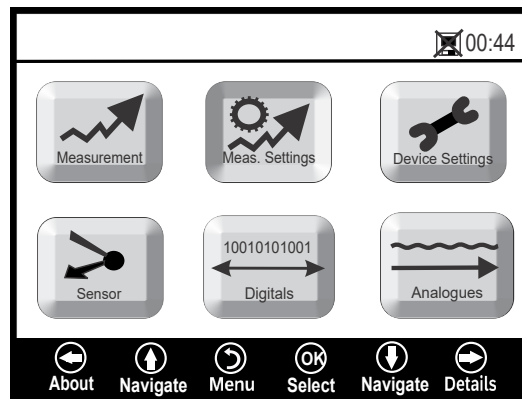 00:44
Measurement
Meas. Settings
Device Settings
Sensor
10010101001
Digitals
Analogues
OK
About
Navigate
Menu
Select
Navigate
Details